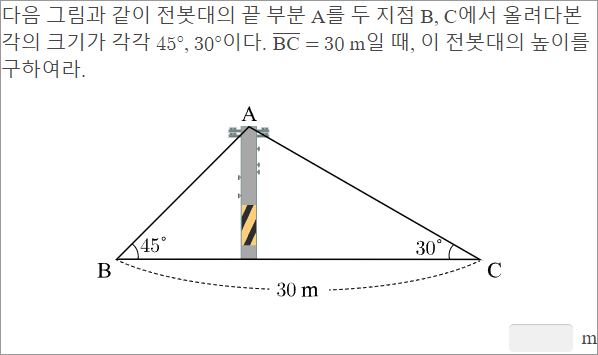 다음 그림과 같이 전봇대의 끝 부분 A를 두 지점 B, C에서 올려다본
각의 크기가 각각 45°, 30°이다. B̅C̅ = 30 m일 때, 이 전봇대의 높이를
구하여라.
A
45°
30°
B
C
30 m
m